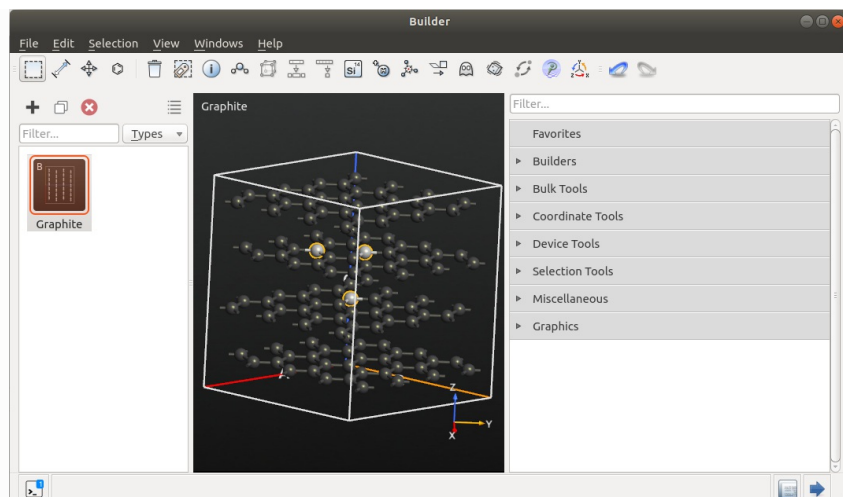 Builder
File Edit Selection View Windows Help
Si 14
Filter...
Types
B
Graphite
Graphite
Z
Y
X
Filter...
Favorites
Builders
Bulk Tools
Coordinate Tools
Device Tools
Selection Tools
Miscellaneous
Graphics